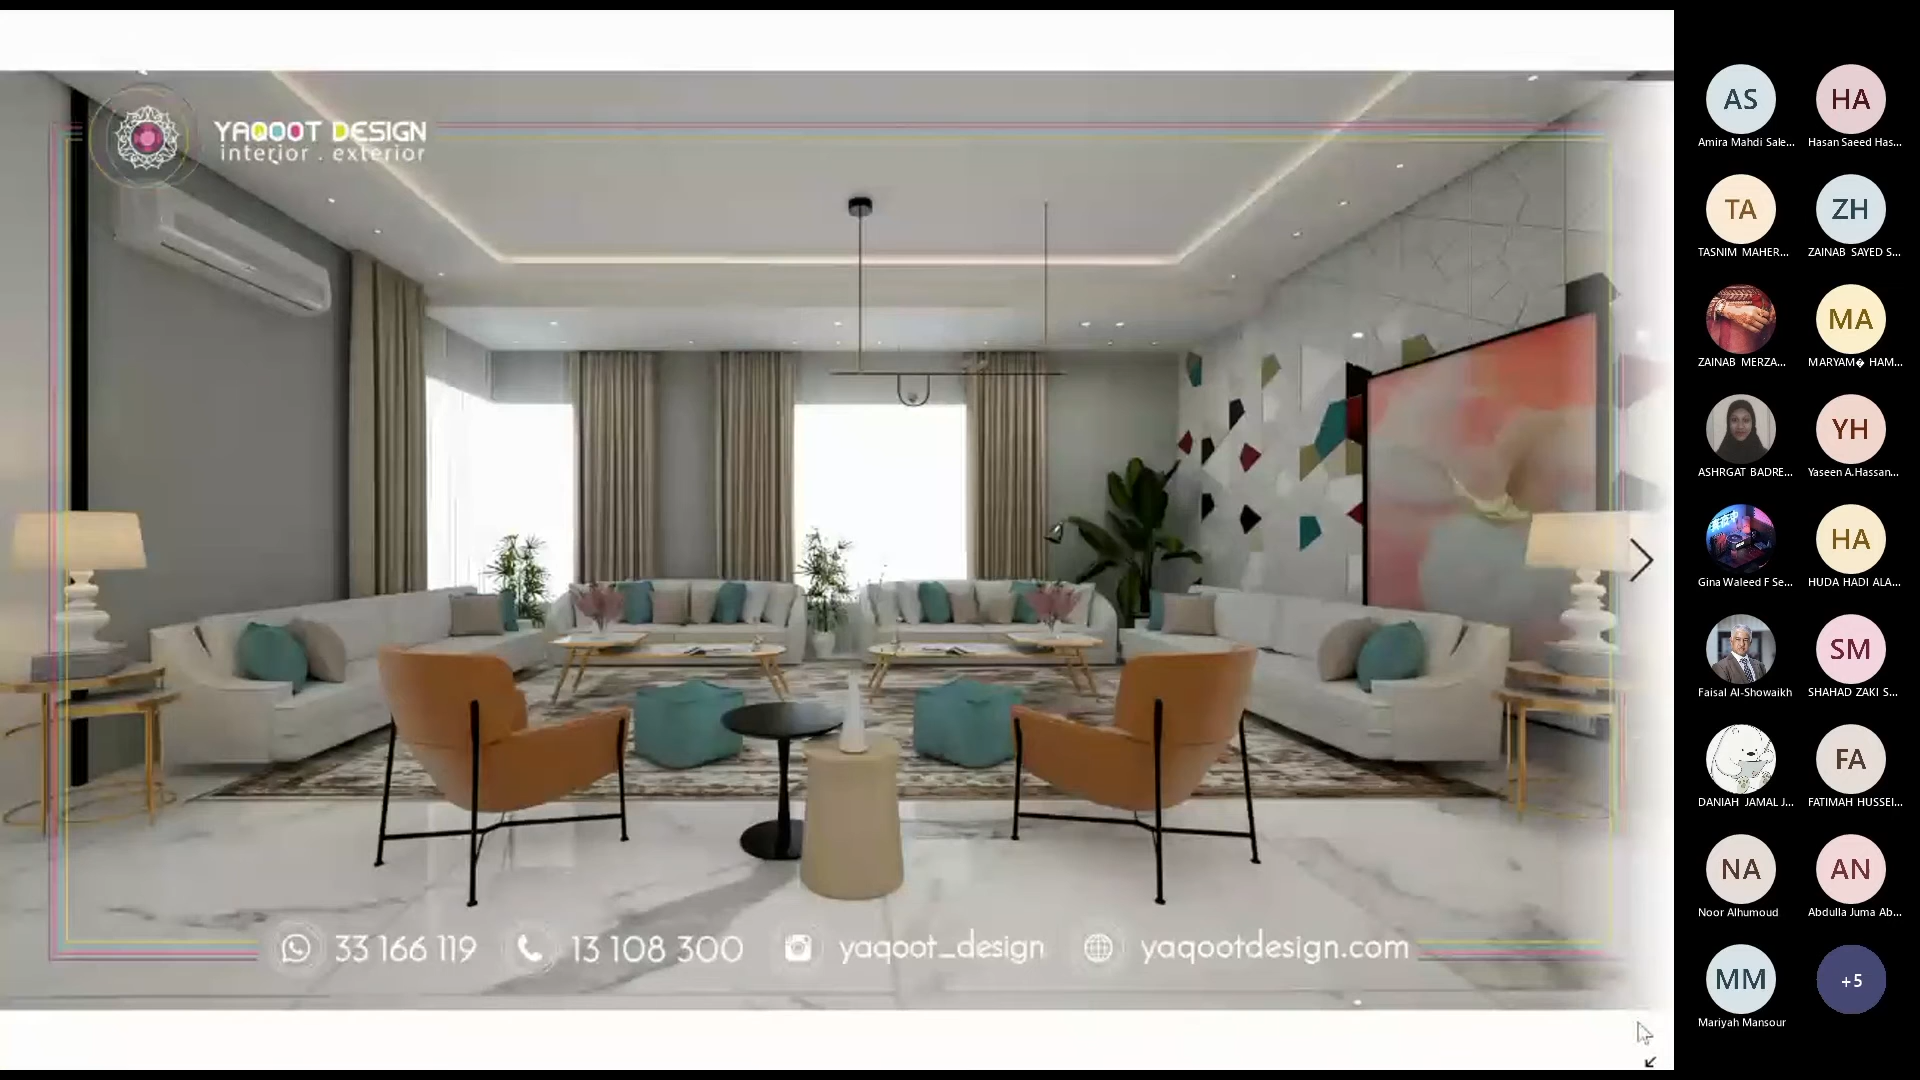 YAQOOT DESIGN
interior . exterior
33 166 119
13 108 300
yaqoot_design
yaqootdesign.com
AS
HA
Amira Mahdi Sale...
Hasan Saeed Has...
TA
ZH
TASNIM MAHER...
ZAINAB SAYED S...
MA
ZAINAB MERZA...
MARYAM� HAM...
YH
ASHRGAT BADRE...
Yaseen A.Hassan...
HA
Gina Waleed F Se...
HUDA HADI ALA...
SM
Faisal Al-Showaikh
SHAHAD ZAKI S...
FA
DANIAH JAMAL J...
FATIMAH HUSSEI...
NA
AN
Noor Alhumoud
Abdulla Juma Ab...
MM
+5
Mariyah Mansour